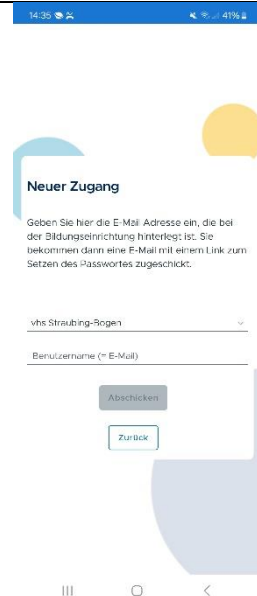 14:35 41%
Neuer Zugang
Geben Sie hier die E-Mail Adresse ein, die bei
der Bildungseinrichtung hinterlegt ist. Sie
bekommen dann eine E-Mail mit einem Link zum
Setzen des Passwortes zugeschickt.
vhs Straubing-Bogen
Benutzername (= E-Mail)
Abschicken
Zurück